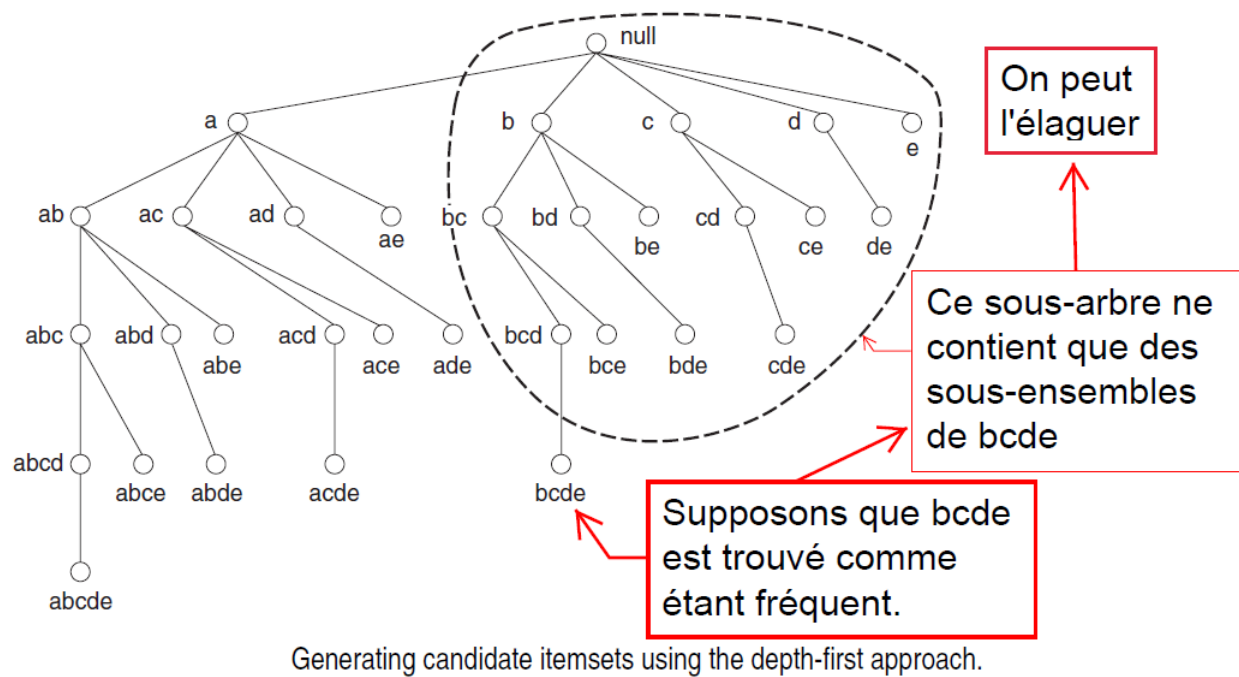 null
On peut
l'élaguer
a
b
c
d
e
ab
ac
ad
ae
bc
bd
be
cd
ce
de
Ce sous-arbre ne
contient que des
sous-ensembles
de bcde
abc
abd
abe
acd
ace
ade
bcd
bce
bde
cde
abcd
abce
abde
acde
bcde
Supposons que bcde
est trouvé comme
étant fréquent.
abcde
Generating candidate itemsets using the depth-first approach.